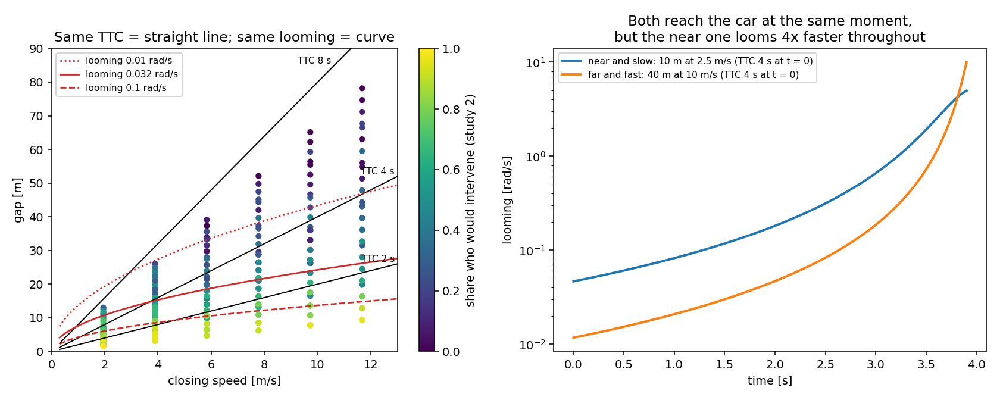 Same TTC = straight line; same looming = curve
looming 0.01 rad/s
looming 0.032 rad/s
looming 0.1 rad/s
TTC 8 s
TTC 4 s
TTC 2 s
90
80
70
60
50
40
30
20
10
0
gap [m]
0
2
4
6
8
10
12
closing speed [m/s]
1.0
0.8
0.6
0.4
0.2
0.0
share who would intervene (study 2)
Both reach the car at the same moment,
but the near one looms 4x faster throughout
near and slow: 10 m at 2.5 m/s (TTC 4 s at t = 0)
far and fast: 40 m at 10 m/s (TTC 4 s at t = 0)
10¹
10⁰
10⁻¹
10⁻²
looming [rad/s]
0.0
0.5
1.0
1.5
2.0
2.5
3.0
3.5
4.0
time [s]